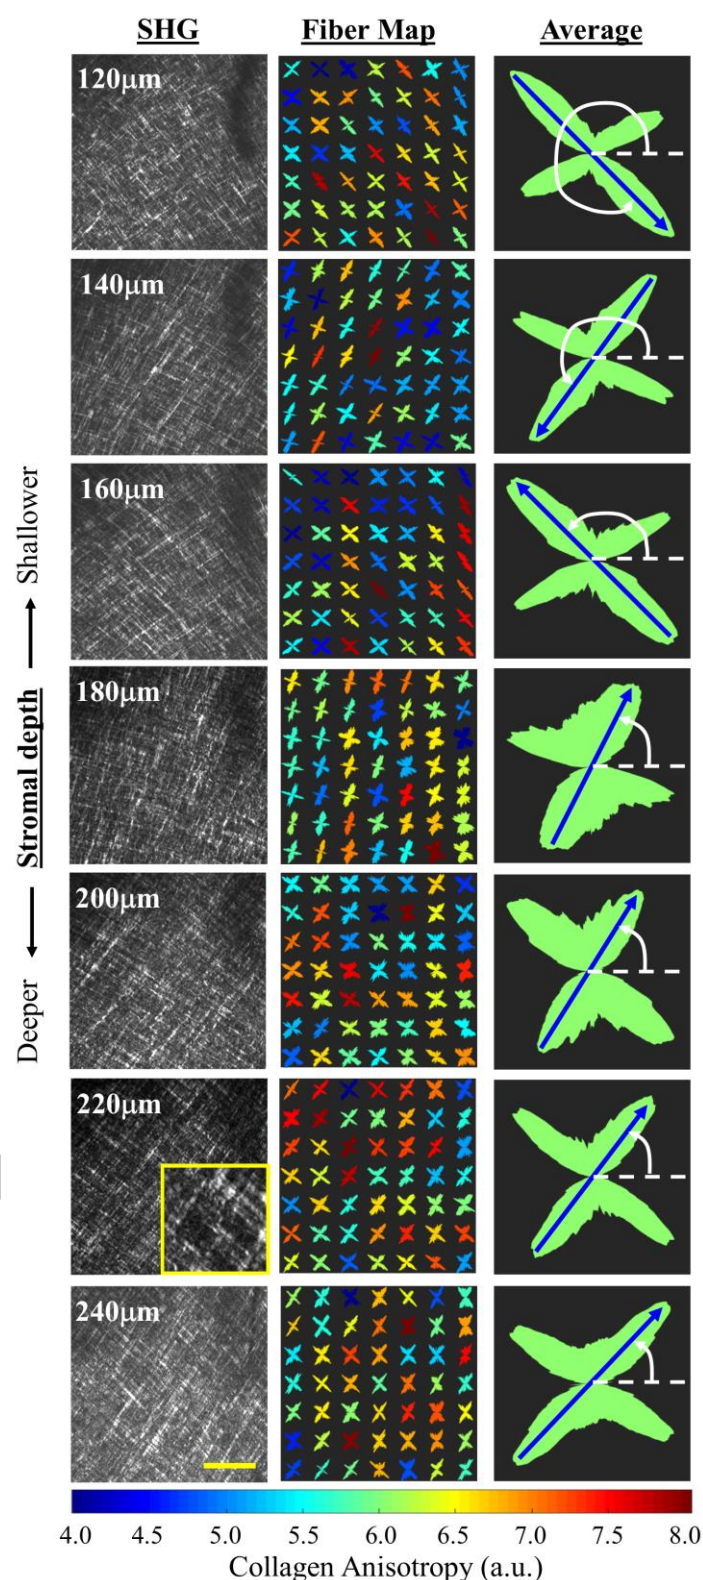 SHG Fiber Map Average
120μm
140μm
160μm
180μm
200μm
220μm
240μm
Shallower
Stromal depth
Deeper
4.0 4.5 5.0 5.5 6.0 6.5 7.0 7.5 8.0
Collagen Anisotropy (a.u.)